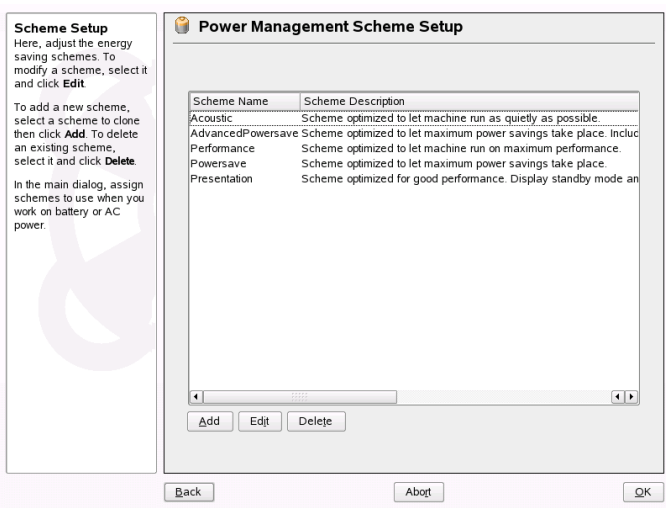 Scheme Setup
Here, adjust the energy
saving schemes. To
modify a scheme, select it
and click Edit.
To add a new scheme,
select a scheme to clone
then click Add. To delete
an existing scheme,
select it and click Delete.
In the main dialog, assign
schemes to use when you
work on battery or AC
power.
Power Management Scheme Setup
Scheme Name Scheme Description
Acoustic Scheme optimized to let machine run as quietly as possible.
AdvancedPowersave Scheme optimized to let maximum power savings take place. Includ
Performance Scheme optimized to let machine run on maximum performance.
Powersave Scheme optimized to let maximum power savings take place.
Presentation Scheme optimized for good performance. Display standby mode an
Add Edit Delete
Back Abort OK